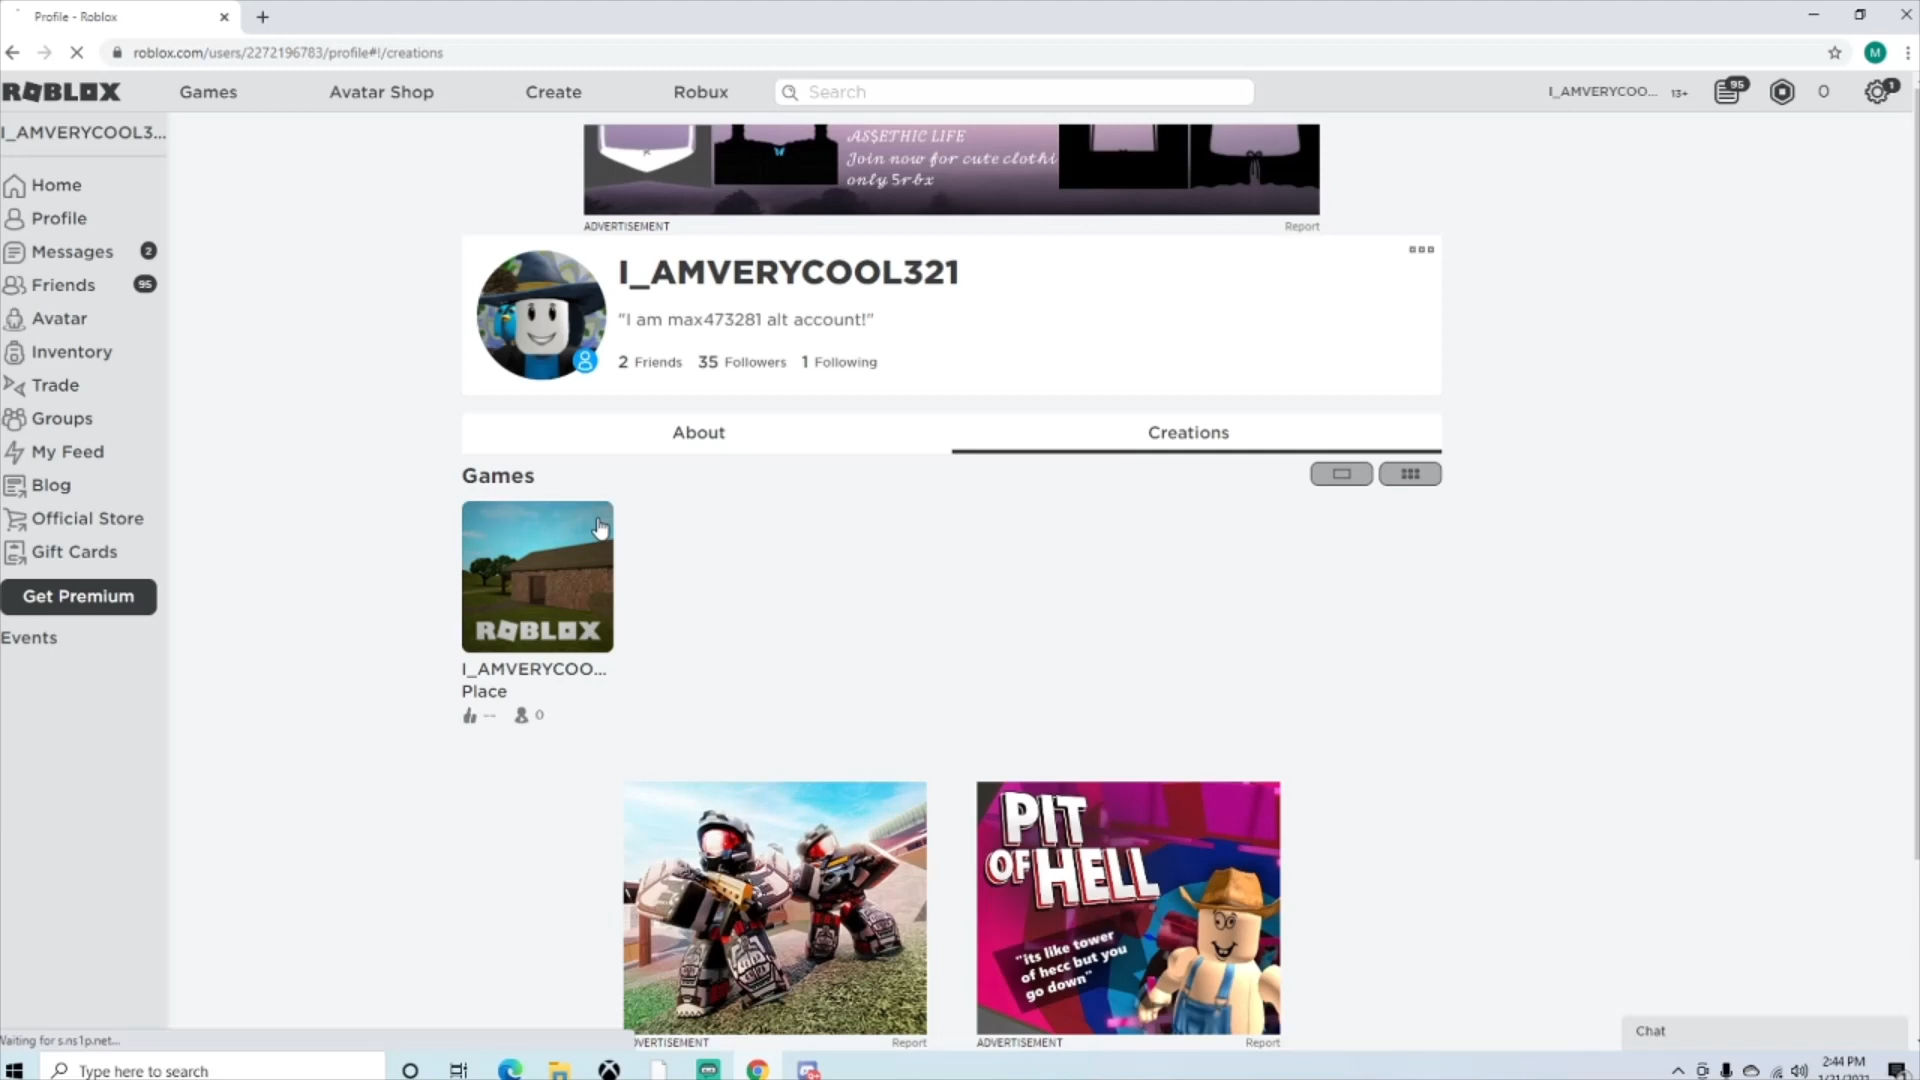 Profile - Roblox
roblox.com/users/2272196783/profile#!/creations
M
ROBLOX
Games
Avatar Shop
Create
Robux
Search
I_AMVERYCOO... 13+
95
0
1
I_AMVERYCOOL3...
Home
Profile
Messages 2
Friends 95
Avatar
Inventory
Trade
Groups
My Feed
Blog
Official Store
Gift Cards
Get Premium
Events
AS$ETHIC LIFE
Join now for cute clothi
only 5rbx
ADVERTISEMENT
Report
I_AMVERYCOOL321
"I am max473281 alt account!"
2 Friends 35 Followers 1 Following
About
Creations
Games
ROBLOX
I_AMVERYCOO...
Place
-- 0
PIT
OF HELL
"its like tower
of hecc but you
go down"
VERTISEMENT
Report
ADVERTISEMENT
Report
Chat
Waiting for s.ns1p.net...
Type here to search
2:44 PM